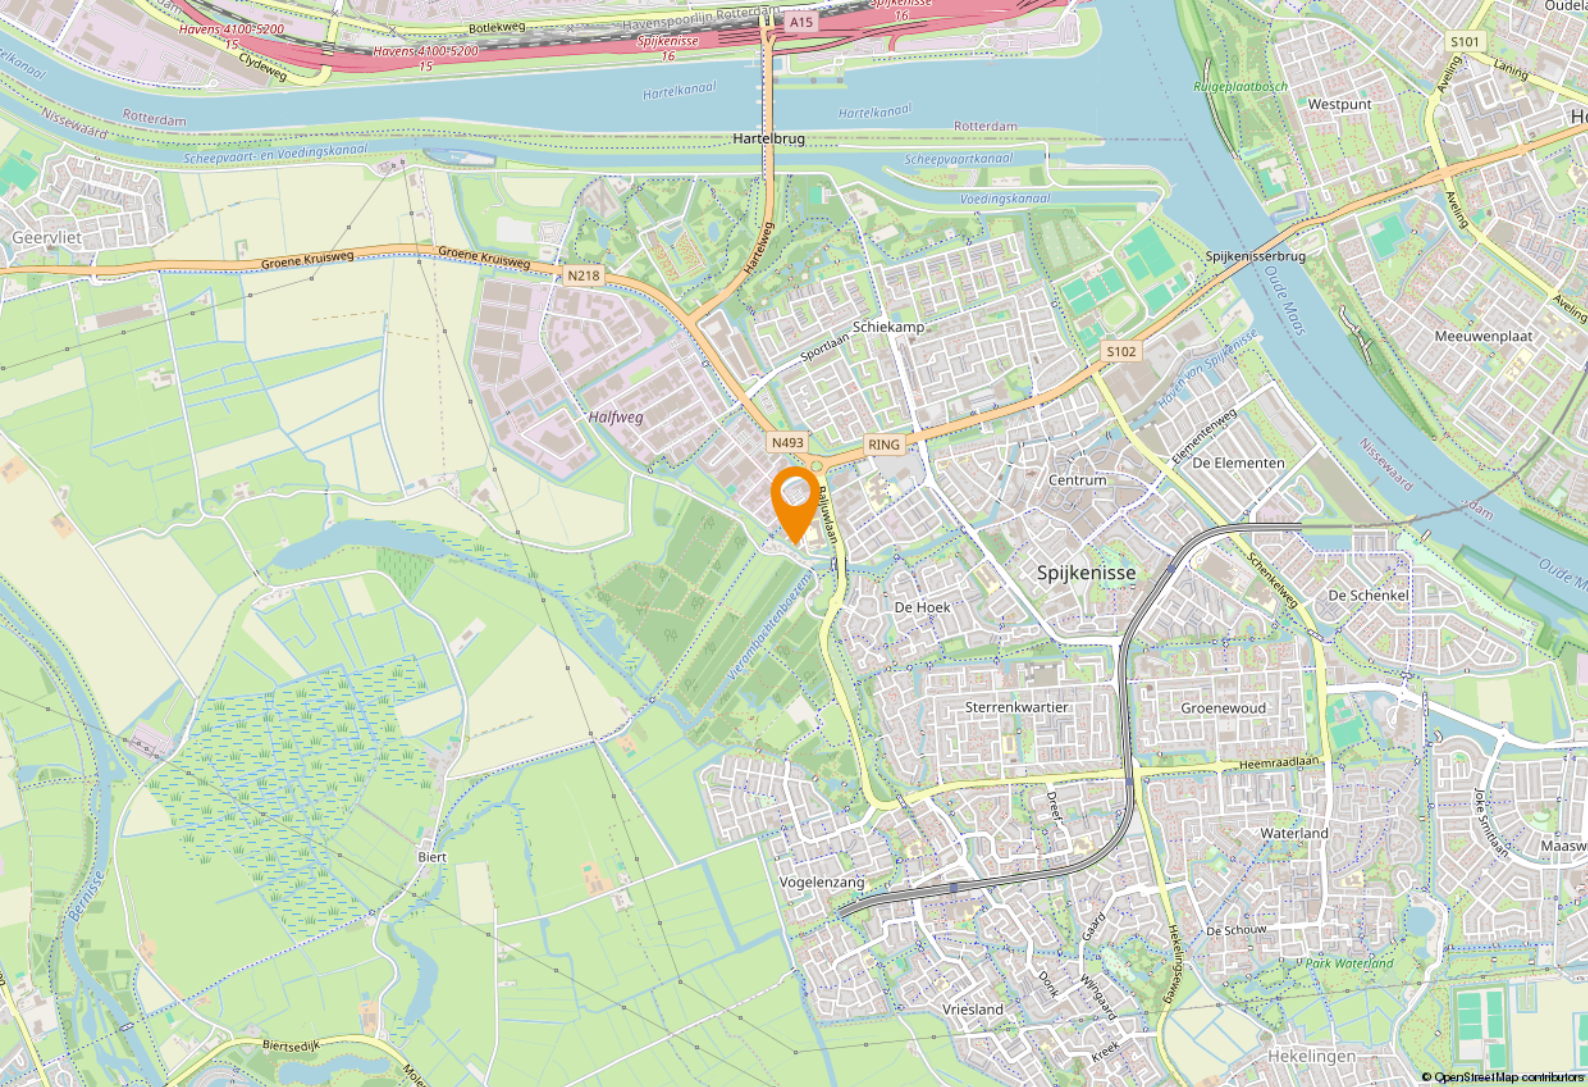 Botlekweg
Havenspoorlijn Rotterdam
A15
Spijkenisse
16
Havens 4100-5200
15
Havens 4100-5200
15
Spijkenisse
16
Clydeweg
S101
Aveling
Laning
Hartelkanaal
Hartelkanaal
Ruigeplaatbosch
Westpunt
Nissewaard
Rotterdam
Rotterdam
Hartelbrug
Scheepvaart- en Voedingskanaal
Scheepvaartkanaal
Voedingskanaal
Aveling
Geervliet
Groene Kruisweg
Groene Kruisweg
N218
Hartelweg
Spijkenisserbrug
Oude Maas
Aveling
Schiekamp
Sportlaan
S102
Haven van Spijkenisse
Meeuwenplaat
Halfweg
N493
RING
Elementenweg
De Elementen
Centrum
Nissewaard
Baljuwlaan
Spijkenisse
Schenkelweg
De Schenkel
De Hoek
Vierambachtenboezem
Sterrenkwartier
Groenewoud
Heemraadlaan
Dreef
Joke Smitlaan
Waterland
Biert
Vogelenzang
Bernisse
Gaard
De Schouw
Hekelingseweg
Park Waterland
Donk
Wijngaard
Vriesland
Kreek
Hekelingen
Biertsedijk
© OpenStreetMap contributors